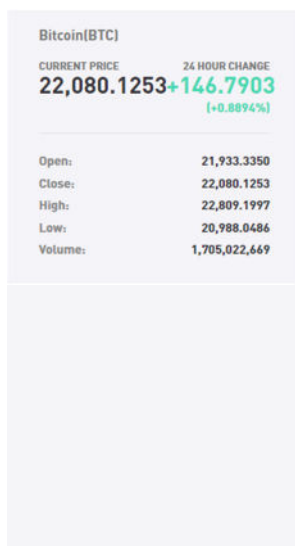 Bitcoin(BTC)
CURRENT PRICE 24 HOUR CHANGE
22,080.1253+146.7903
(+0.8894%)
Open: 21,933.3350
Close: 22,080.1253
High: 22,809.1997
Low: 20,988.0486
Volume: 1,705,022,669